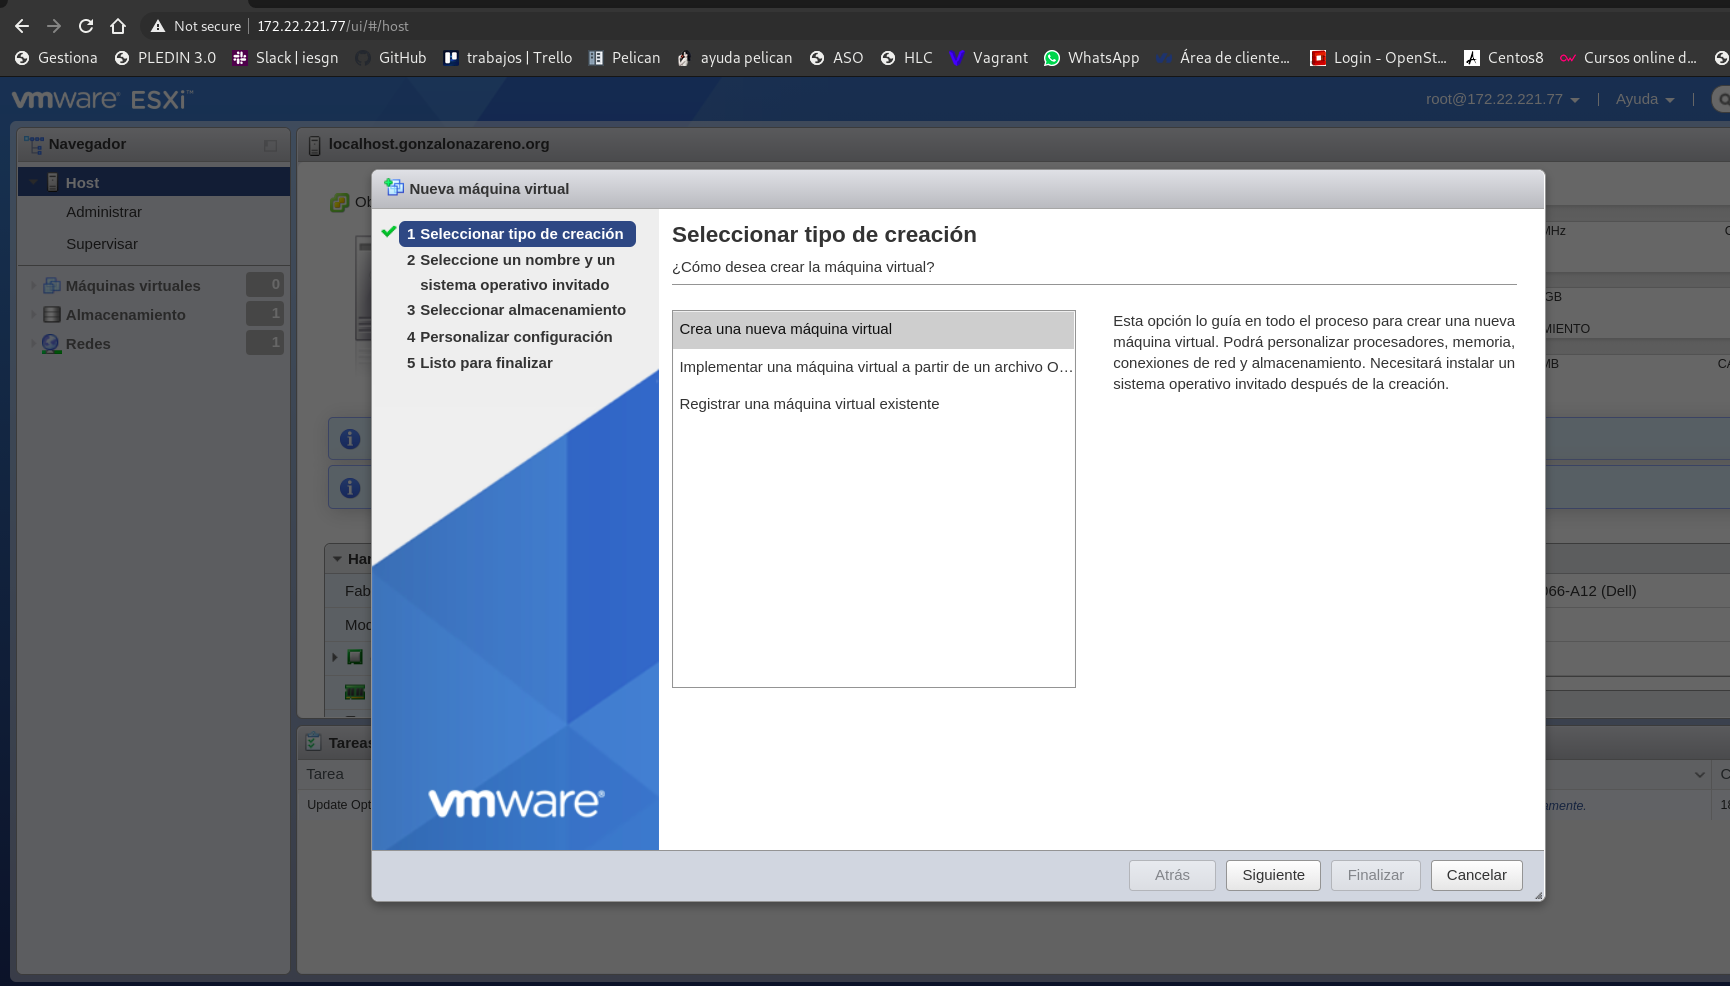 Not secure | 172.22.221.77/ui/#/host
Gestiona PLEDIN 3.0 Slack | iesgn GitHub trabajos | Trello Pelican ayuda pelican ASO HLC Vagrant WhatsApp Área de cliente... Login - OpenSt... Centos8 Cursos online d...
vmware ESXi™
root@172.22.221.77 | Ayuda |
Navegador
localhost.gonzalonazareno.org
Host
Administrar
Supervisar
Máquinas virtuales 0
Almacenamiento 1
Redes 1
Nueva máquina virtual
1 Seleccionar tipo de creación
2 Seleccione un nombre y un
sistema operativo invitado
3 Seleccionar almacenamiento
4 Personalizar configuración
5 Listo para finalizar
vmware®
Seleccionar tipo de creación
¿Cómo desea crear la máquina virtual?
Crea una nueva máquina virtual
Implementar una máquina virtual a partir de un archivo O...
Registrar una máquina virtual existente
Esta opción lo guía en todo el proceso para crear una nueva
máquina virtual. Podrá personalizar procesadores, memoria,
conexiones de red y almacenamiento. Necesitará instalar un
sistema operativo invitado después de la creación.
Atrás Siguiente Finalizar Cancelar
MHz
GB
MIENTO
MB CA
Har
Fab
066-A12 (Dell)
Mod
Tareas
Tarea
Update Opt
amente.